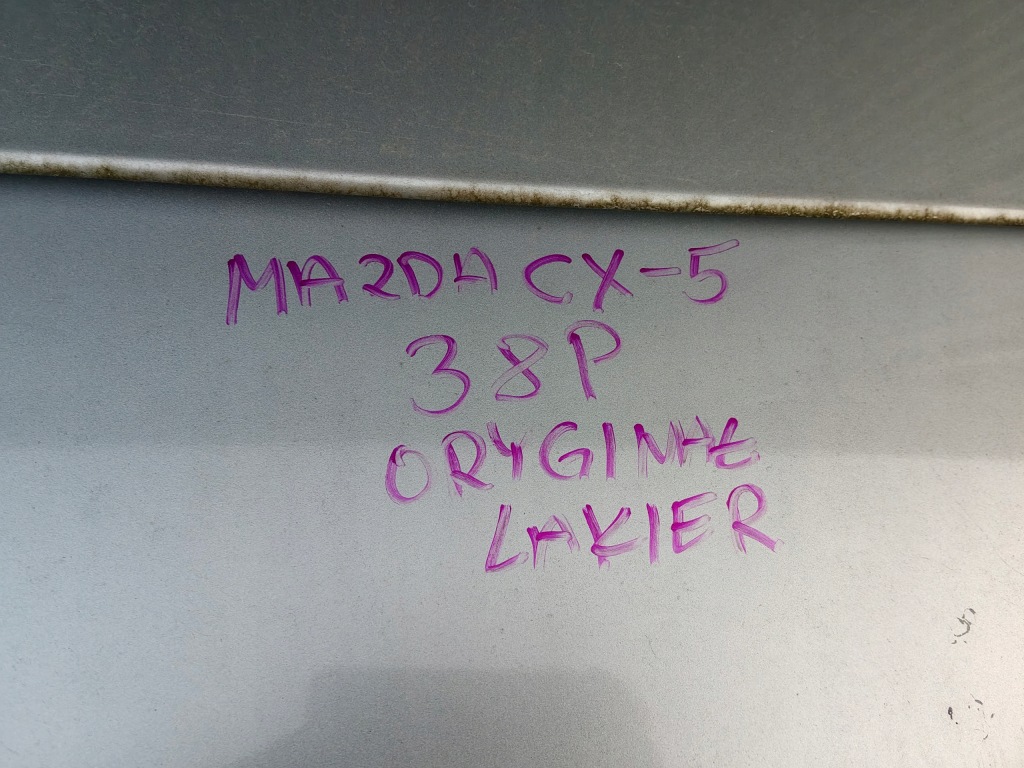 MAZDA CX-5
38P
ORYGINAŁ
LAKIER